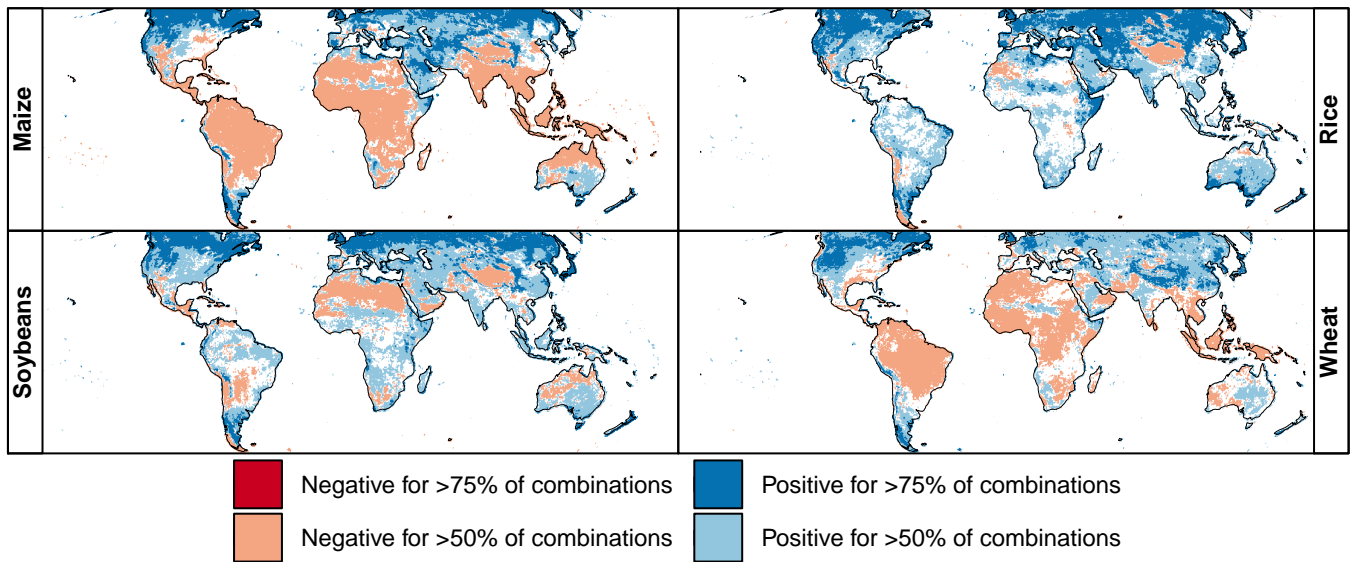 Maize
Rice
Soybeans
Wheat
Negative for >75% of combinations
Positive for >75% of combinations
Negative for >50% of combinations
Positive for >50% of combinations